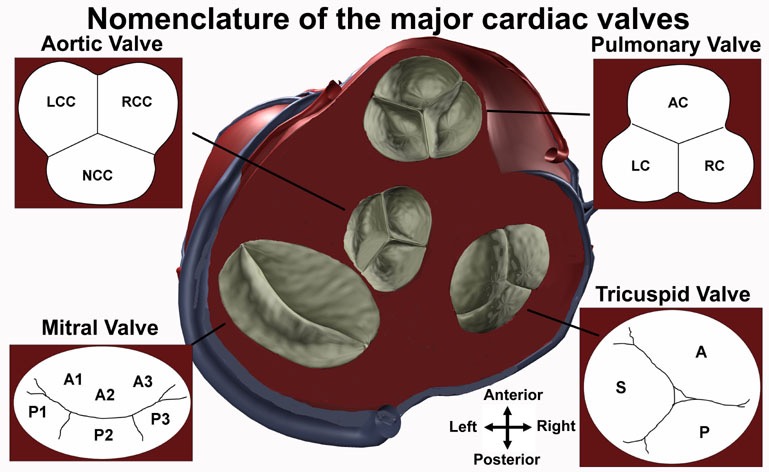 Nomenclature of the major cardiac valves
Aortic Valve
LCC RCC
NCC
Pulmonary Valve
AC
LC RC
Mitral Valve
A1 A2 A3
P1 P2 P3
Tricuspid Valve
A
S
P
Anterior
Left Right
Posterior